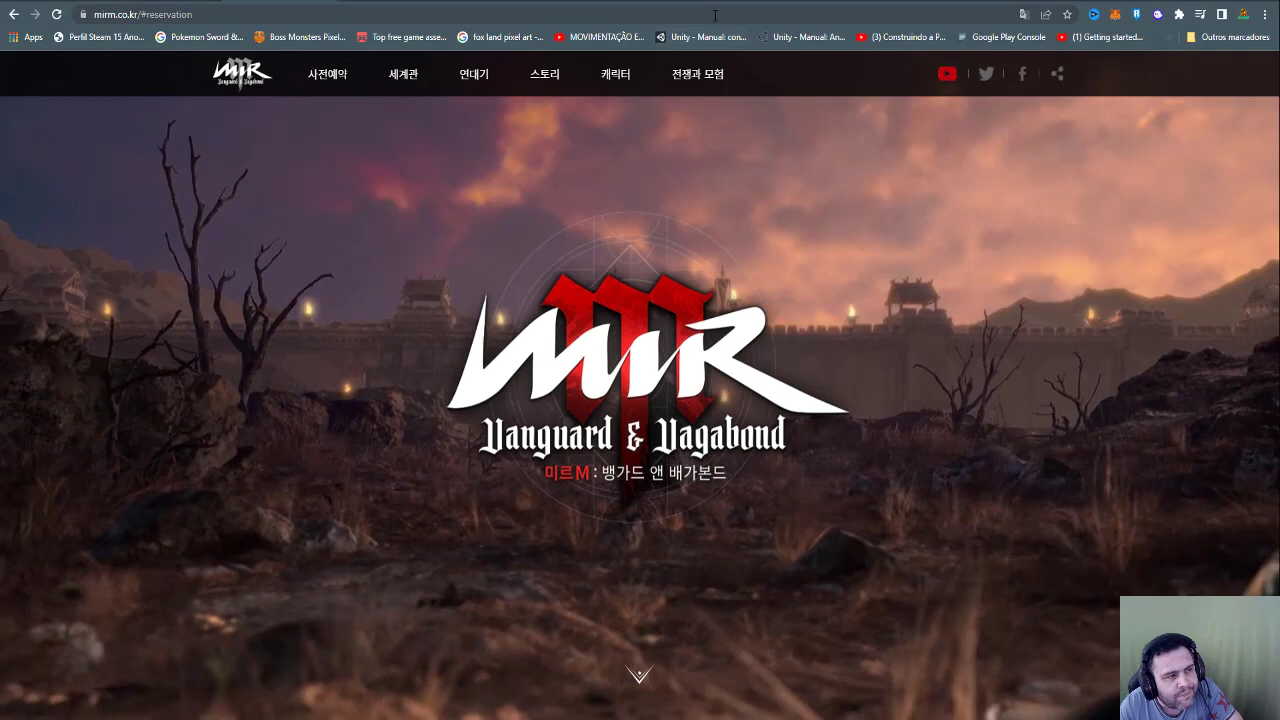 mirm.co.kr/#reservation
Apps Perfil Steam 15 Ano... Pokemon Sword &... Boss Monsters Pixel... Top free game asse... fox land pixel art -... MOVIMENTAÇÃO E... Unity - Manual: con... Unity - Manual: An... (3) Construindo a P... Google Play Console (1) Getting started... Outros marcadores
MIR 사전예약 세계관 연대기 스토리 캐릭터 전쟁과 모험
Vanguard & Vagabond
MIR
Vanguard & Vagabond
미르M : 뱅가드 앤 배가본드